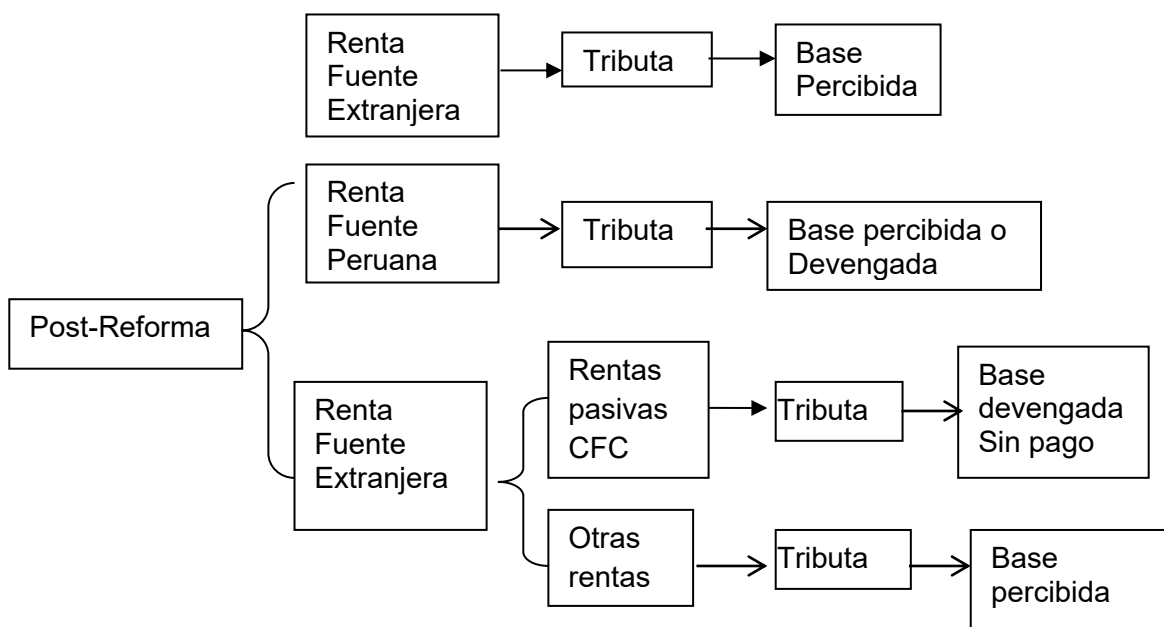 Renta
Fuente
Extranjera
Tributa
Base
Percibida
Renta
Fuente
Peruana
Tributa
Base percibida o
Devengada
Post-Reforma
Renta
Fuente
Extranjera
Rentas
pasivas
CFC
Tributa
Base
devengada
Sin pago
Otras
rentas
Tributa
Base
percibida